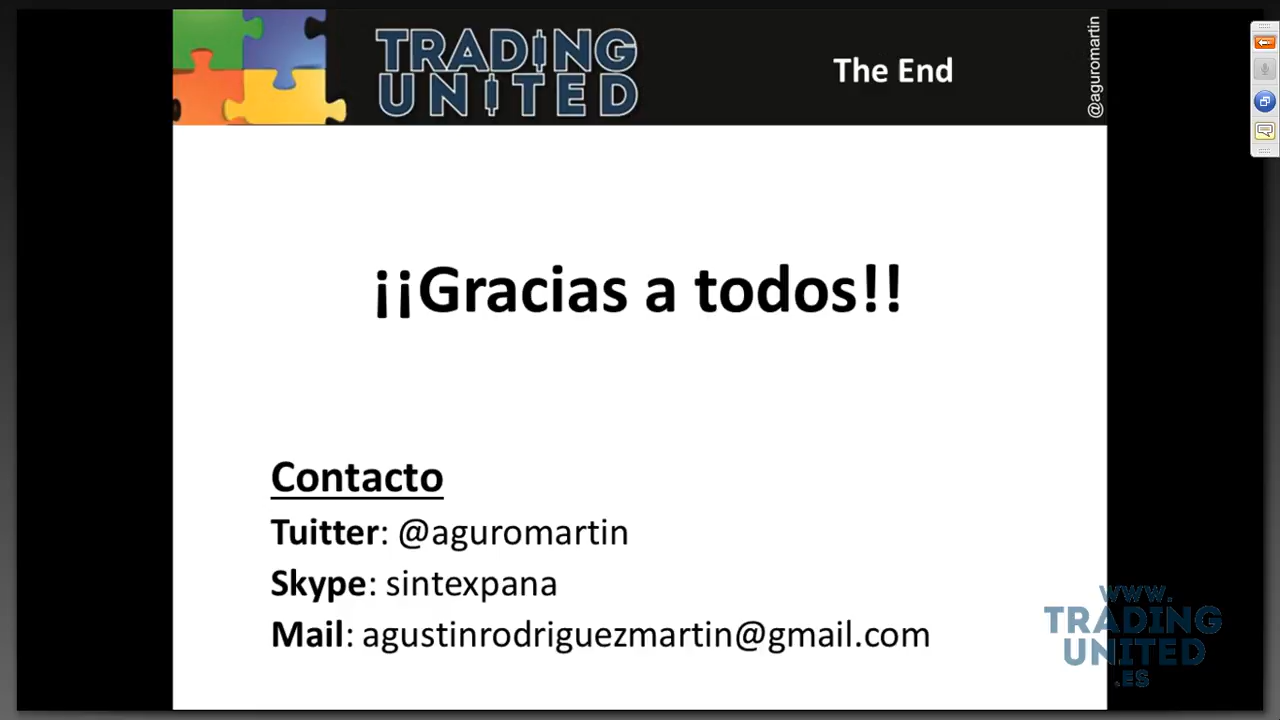 TRADING
UNITED
The End
@aguromartin
¡¡Gracias a todos!!
Contacto
Tuitter: @aguromartin
Skype: sintexpana
Mail: agustinrodriguezmartin@gmail.com
www.
TRADING
UNITED
.ES